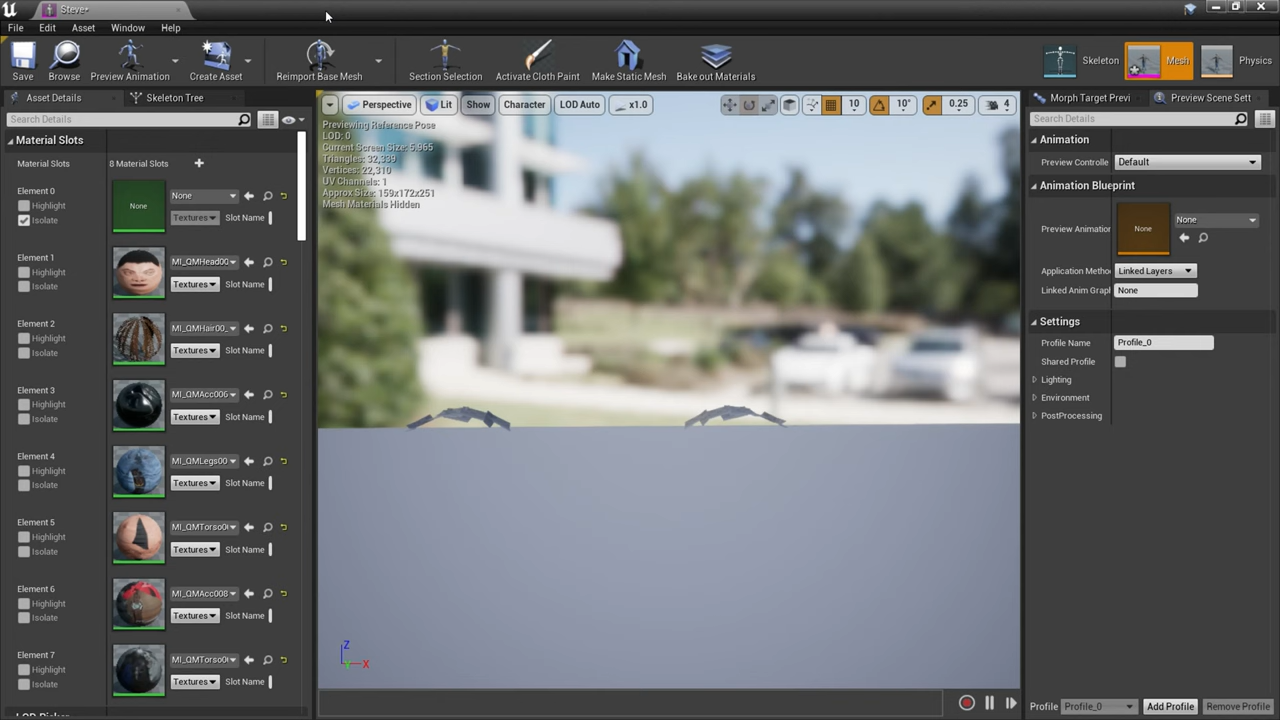 Steve*
File Edit Asset Window Help
Save Browse Preview Animation Create Asset Reimport Base Mesh Section Selection Activate Cloth Paint Make Static Mesh Bake out Materials Skeleton Mesh Physics
Asset Details Skeleton Tree
Search Details
Material Slots
Material Slots 8 Material Slots
Element 0
Highlight
Isolate
None
None
Textures Slot Name
Element 1
Highlight
Isolate
MI_QMHead00
Textures Slot Name
Element 2
Highlight
Isolate
MI_QMHair00_
Textures Slot Name
Element 3
Highlight
Isolate
MI_QMAcc006
Textures Slot Name
Element 4
Highlight
Isolate
MI_QMLegs00
Textures Slot Name
Element 5
Highlight
Isolate
MI_QMTorso0
Textures Slot Name
Element 6
Highlight
Isolate
MI_QMAcc008
Textures Slot Name
Element 7
Highlight
Isolate
MI_QMTorso0
Textures Slot Name
Perspective Lit Show Character LOD Auto x1.0 10 10° 0.25 4
Previewing Reference Pose
LOD: 0
Current Screen Size: 5.965
Triangles: 32,339
Vertices: 22,310
UV Channels: 1
Approx Size: 159x172x251
Mesh Materials Hidden
Z
X
Morph Target Previ Preview Scene Sett
Search Details
Animation
Preview Controlle Default
Animation Blueprint
Preview Animation None None
Application Metho Linked Layers
Linked Anim Grap None
Settings
Profile Name Profile_0
Shared Profile
Lighting
Environment
PostProcessing
Profile Profile_0 Add Profile Remove Profile